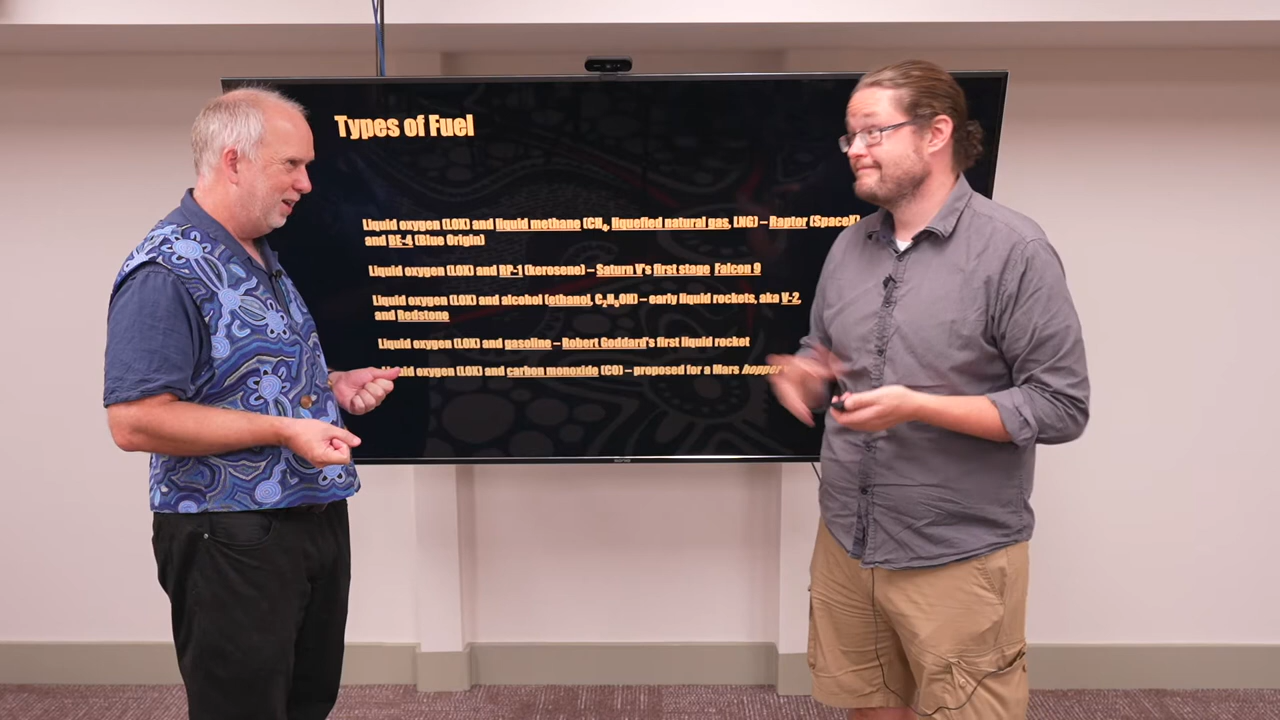 Types of Fuel
Liquid oxygen (LOX) and liquid methane (CH₄, liquefied natural gas, LNG) – Raptor (SpaceX)
and BE-4 (Blue Origin)
Liquid oxygen (LOX) and RP-1 (kerosene) – Saturn V's first stage Falcon 9
Liquid oxygen (LOX) and alcohol (ethanol, C₂H₅OH) – early liquid rockets, aka V-2,
and Redstone
Liquid oxygen (LOX) and gasoline – Robert Goddard's first liquid rocket
oxygen (LOX) and carbon monoxide (CO) – proposed for a Mars hopper
SONY